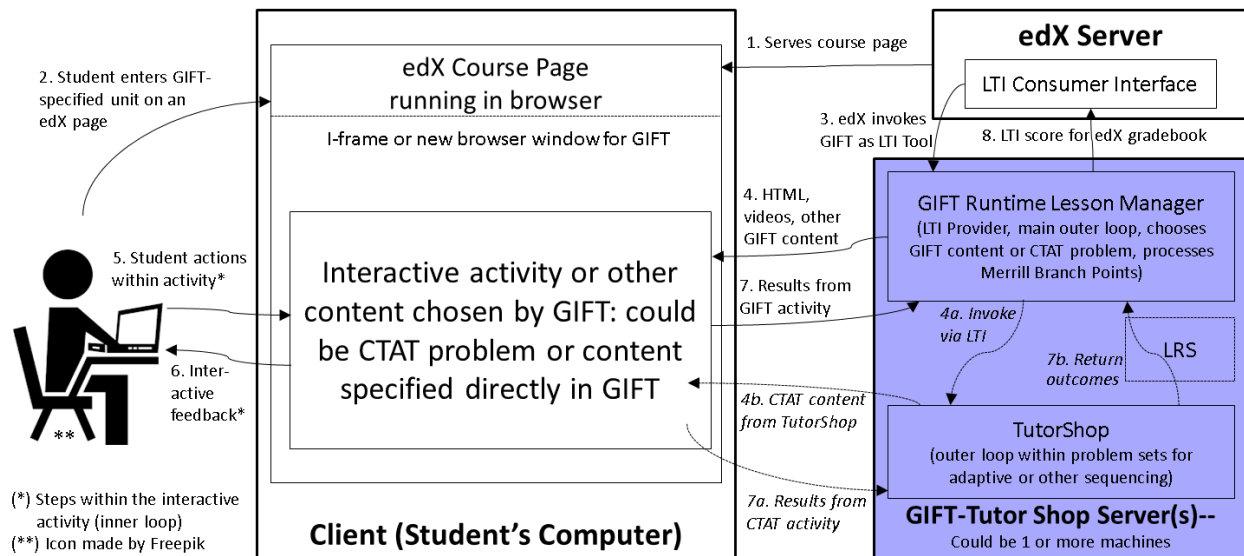 1. Serves course page
edX Server
LTI Consumer Interface
2. Student enters GIFT-
specified unit on an
edX page
edX Course Page
running in browser
I-frame or new browser window for GIFT
3. edX invokes
GIFT as LTI Tool
8. LTI score for edX gradebook
4. HTML,
videos, other
GIFT content
GIFT Runtime Lesson Manager
(LTI Provider, main outer loop, chooses
GIFT content or CTAT problem, processes
Merrill Branch Points)
5. Student actions
within activity*
Interactive activity or other
content chosen by GIFT: could
be CTAT problem or content
specified directly in GIFT
7. Results from
GIFT activity
4a. Invoke
via LTI
LRS
7b. Return
outcomes
6. Inter-
active
feedback*
4b. CTAT content
from TutorShop
TutorShop
(outer loop within problem sets for
adaptive or other sequencing)
**
7a. Results from
CTAT activity
(*) Steps within the interactive
activity (inner loop)
(**) Icon made by Freepik
Client (Student's Computer)
GIFT-Tutor Shop Server(s)--
Could be 1 or more machines